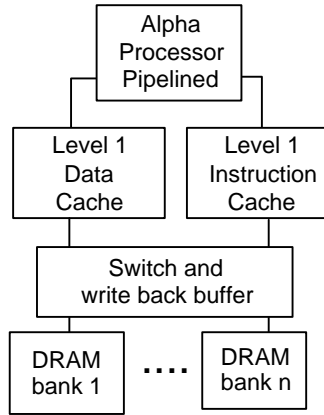 Alpha
Processor
Pipelined
Level 1
Data
Cache
Level 1
Instruction
Cache
Switch and
write back buffer
DRAM
bank 1
....
DRAM
bank n